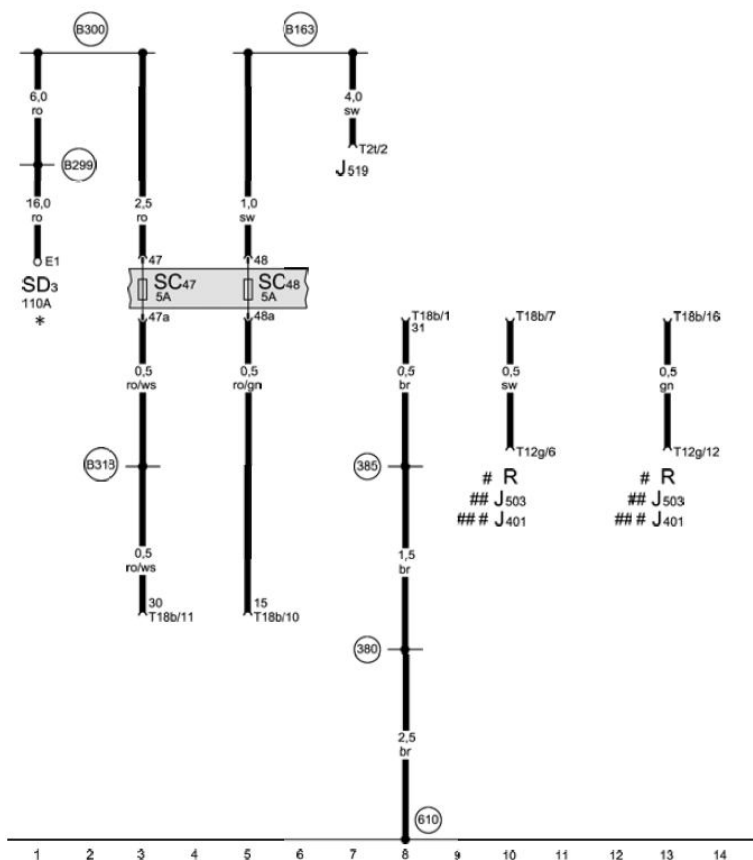 B300 B163
6,0 4,0
ro sw
T2t/2
B299 J519
16,0 2,5 1,0
ro ro sw
E1 47 48
SD3 SC47 SC48
110A 5A 5A
*
47a 48a T18b/1 T18b/7 T18b/16
31
0,5 0,5 0,5 0,5 0,5
ro/ws ro/gn br sw gn
T12g/6 T12g/12
B318 385
# R # R
## J503 ## J503
### J401 ### J401
0,5 1,5
ro/ws br
30 15
T18b/11 T18b/10
380
2,5
br
610
1 2 3 4 5 6 7 8 9 10 11 12 13 14